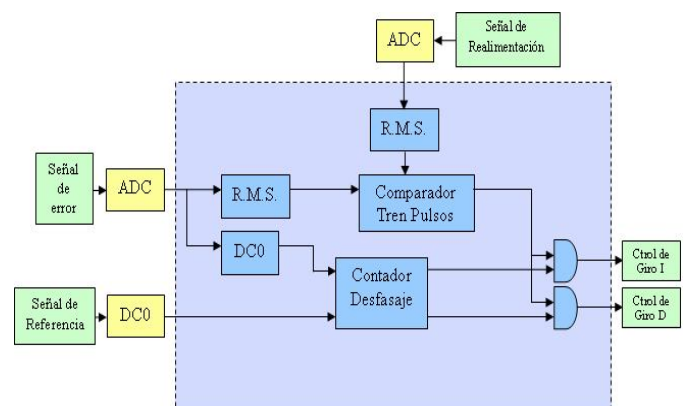 ADC
Señal de
Realimentación
R.M.S.
Señal
de
error
ADC
R.M.S.
Comparador
Tren Pulsos
DC0
Contador
Desfasaje
Ctrol de
Giro I
Señal de
Referencia
DC0
Ctrol de
Giro D